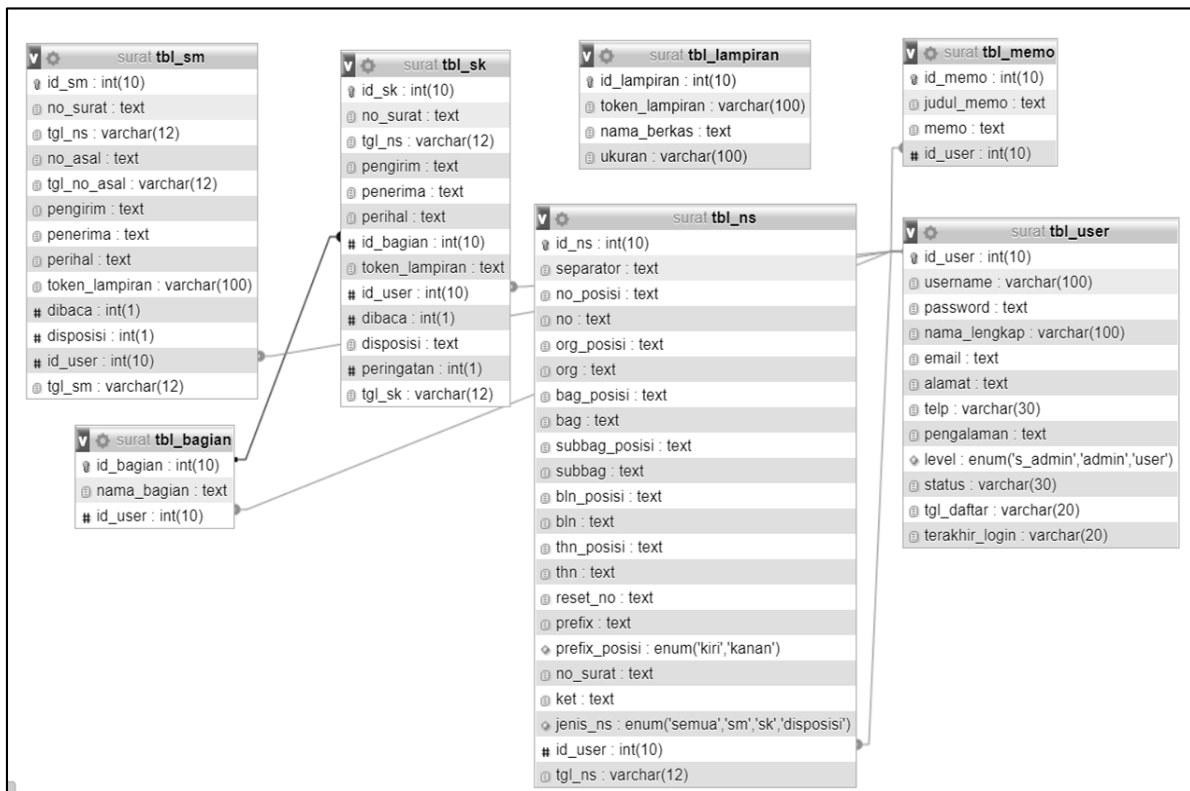 surat tbl_sm
id_sm : int(10)
no_surat : text
tgl_ns : varchar(12)
no_asal : text
tgl_no_asal : varchar(12)
pengirim : text
penerima : text
perihal : text
token_lampiran : varchar(100)
# dibaca : int(1)
# disposisi : int(1)
# id_user : int(10)
tgl_sm : varchar(12)
surat tbl_sk
id_sk : int(10)
no_surat : text
tgl_ns : varchar(12)
pengirim : text
penerima : text
perihal : text
# id_bagian : int(10)
token_lampiran : text
# id_user : int(10)
# dibaca : int(1)
disposisi : text
# peringatan : int(1)
tgl_sk : varchar(12)
surat tbl_lampiran
id_lampiran : int(10)
token_lampiran : varchar(100)
nama_berkas : text
ukuran : varchar(100)
surat tbl_memo
id_memo : int(10)
judul_memo : text
memo : text
# id_user : int(10)
surat tbl_bagian
id_bagian : int(10)
nama_bagian : text
# id_user : int(10)
surat tbl_ns
id_ns : int(10)
separator : text
no_posisi : text
no : text
org_posisi : text
org : text
bag_posisi : text
bag : text
subbag_posisi : text
subbag : text
bln_posisi : text
bln : text
thn_posisi : text
thn : text
reset_no : text
prefix : text
prefix_posisi : enum('kiri','kanan')
no_surat : text
ket : text
jenis_ns : enum('semua','sm','sk','disposisi')
# id_user : int(10)
tgl_ns : varchar(12)
surat tbl_user
id_user : int(10)
username : varchar(100)
password : text
nama_lengkap : varchar(100)
email : text
alamat : text
telp : varchar(30)
pengalaman : text
level : enum('s_admin','admin','user')
status : varchar(30)
tgl_daftar : varchar(20)
terakhir_login : varchar(20)